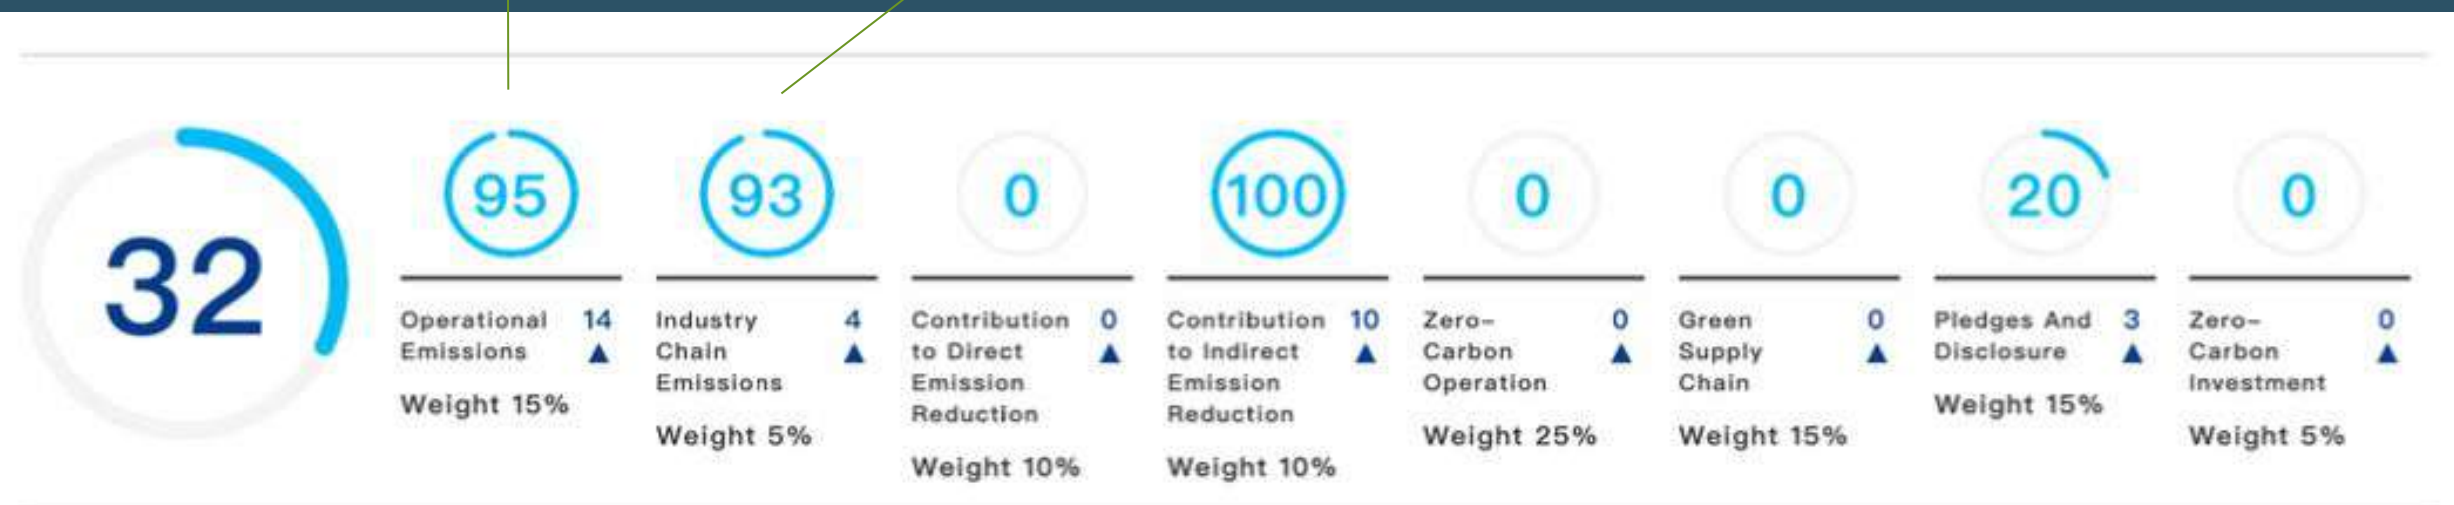 32
95
Operational 14
Emissions ▲
Weight 15%
93
Industry 4
Chain ▲
Emissions
Weight 5%
0
Contribution 0
to Direct ▲
Emission
Reduction
Weight 10%
100
Contribution 10
to Indirect ▲
Emission
Reduction
Weight 10%
0
Zero- 0
Carbon ▲
Operation
Weight 25%
0
Green 0
Supply ▲
Chain
Weight 15%
20
Pledges And 3
Disclosure ▲
Weight 15%
0
Zero- 0
Carbon ▲
Investment
Weight 5%